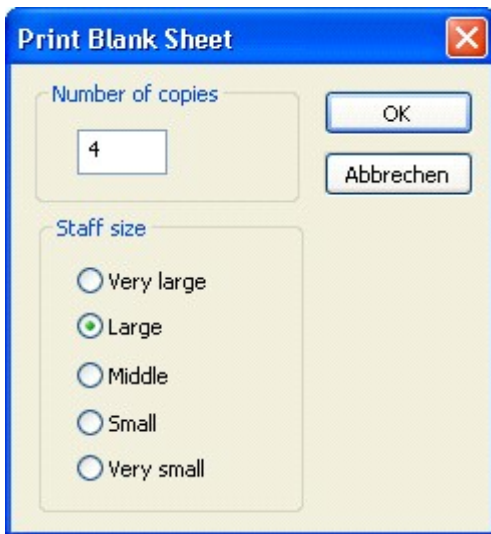 Print Blank Sheet
Number of copies
4
OK
Abbrechen
Staff size
Very large
Large
Middle
Small
Very small